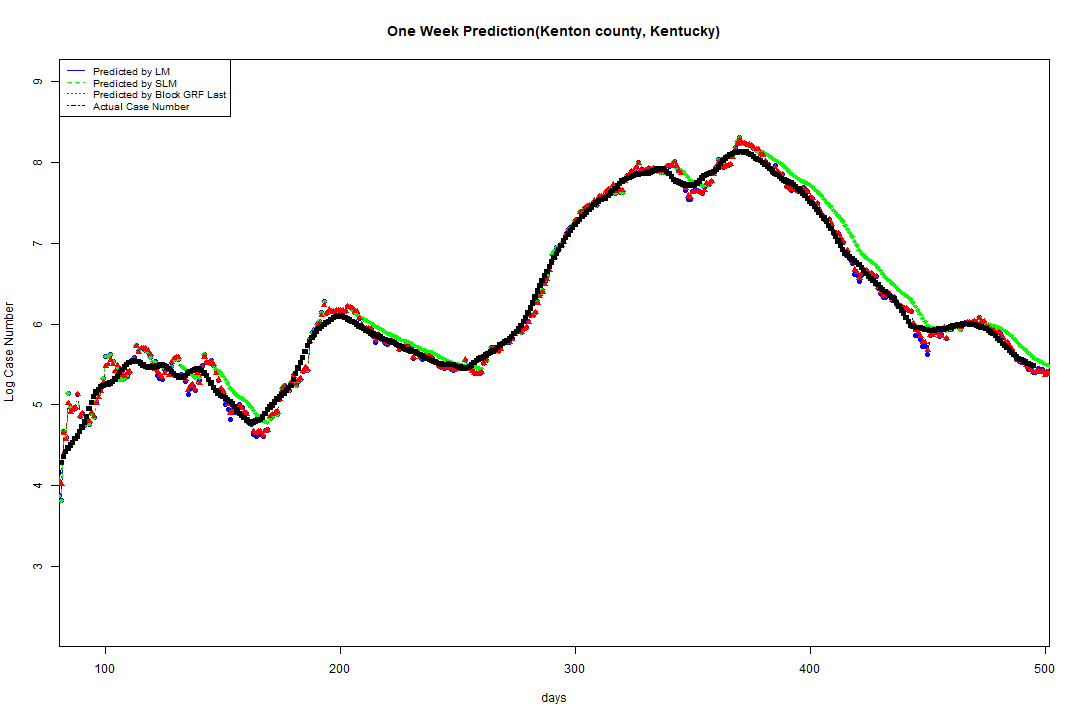 One Week Prediction(Kenton county, Kentucky)
Predicted by LM
Predicted by SLM
Predicted by Block GRF Last
Actual Case Number
9
8
7
6
5
4
3
Log Case Number
100 200 300 400 500
days